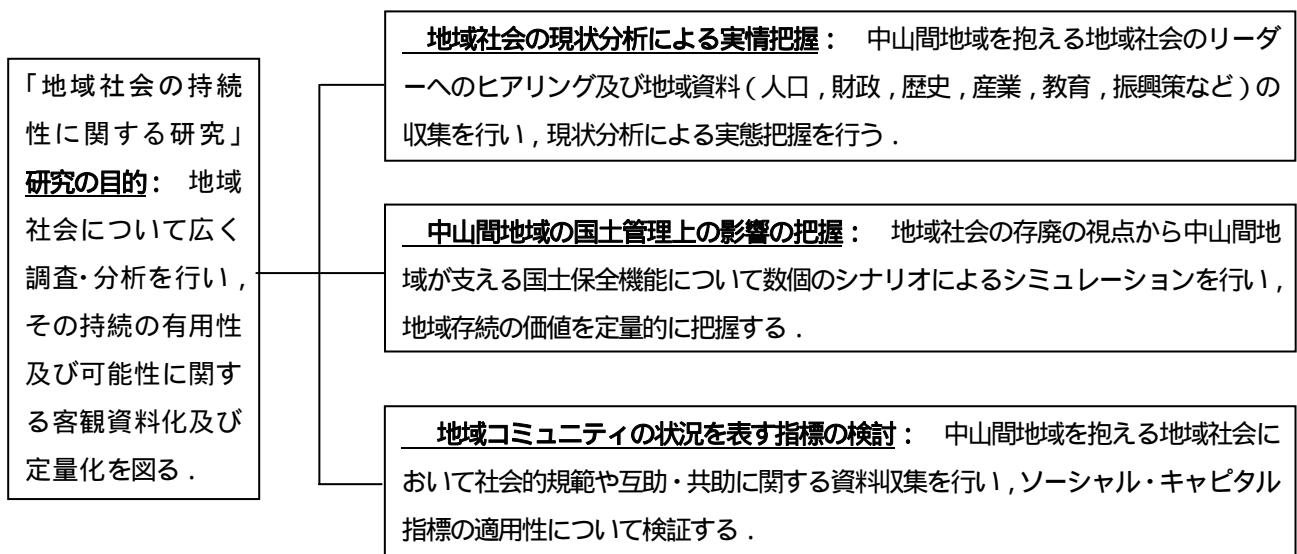 「地域社会の持続
性に関する研究」
研究の目的： 地域
社会について広く
調査・分析を行い，
その持続の有用性
及び可能性に関す
る客観資料化及び
定量化を図る．
地域社会の現状分析による実情把握： 中山間地域を抱える地域社会のリーダ
ーへのヒアリング及び地域資料（人口，財政，歴史，産業，教育，振興策など）の
収集を行い，現状分析による実態把握を行う．
中山間地域の国土管理上の影響の把握： 地域社会の存廃の視点から中山間地
域が支える国土保全機能について数個のシナリオによるシミュレーションを行い，
地域存続の価値を定量的に把握する．
地域コミュニティの状況を表す指標の検討： 中山間地域を抱える地域社会に
おいて社会的規範や互助・共助に関する資料収集を行い，ソーシャル・キャピタル
指標の適用性について検証する．